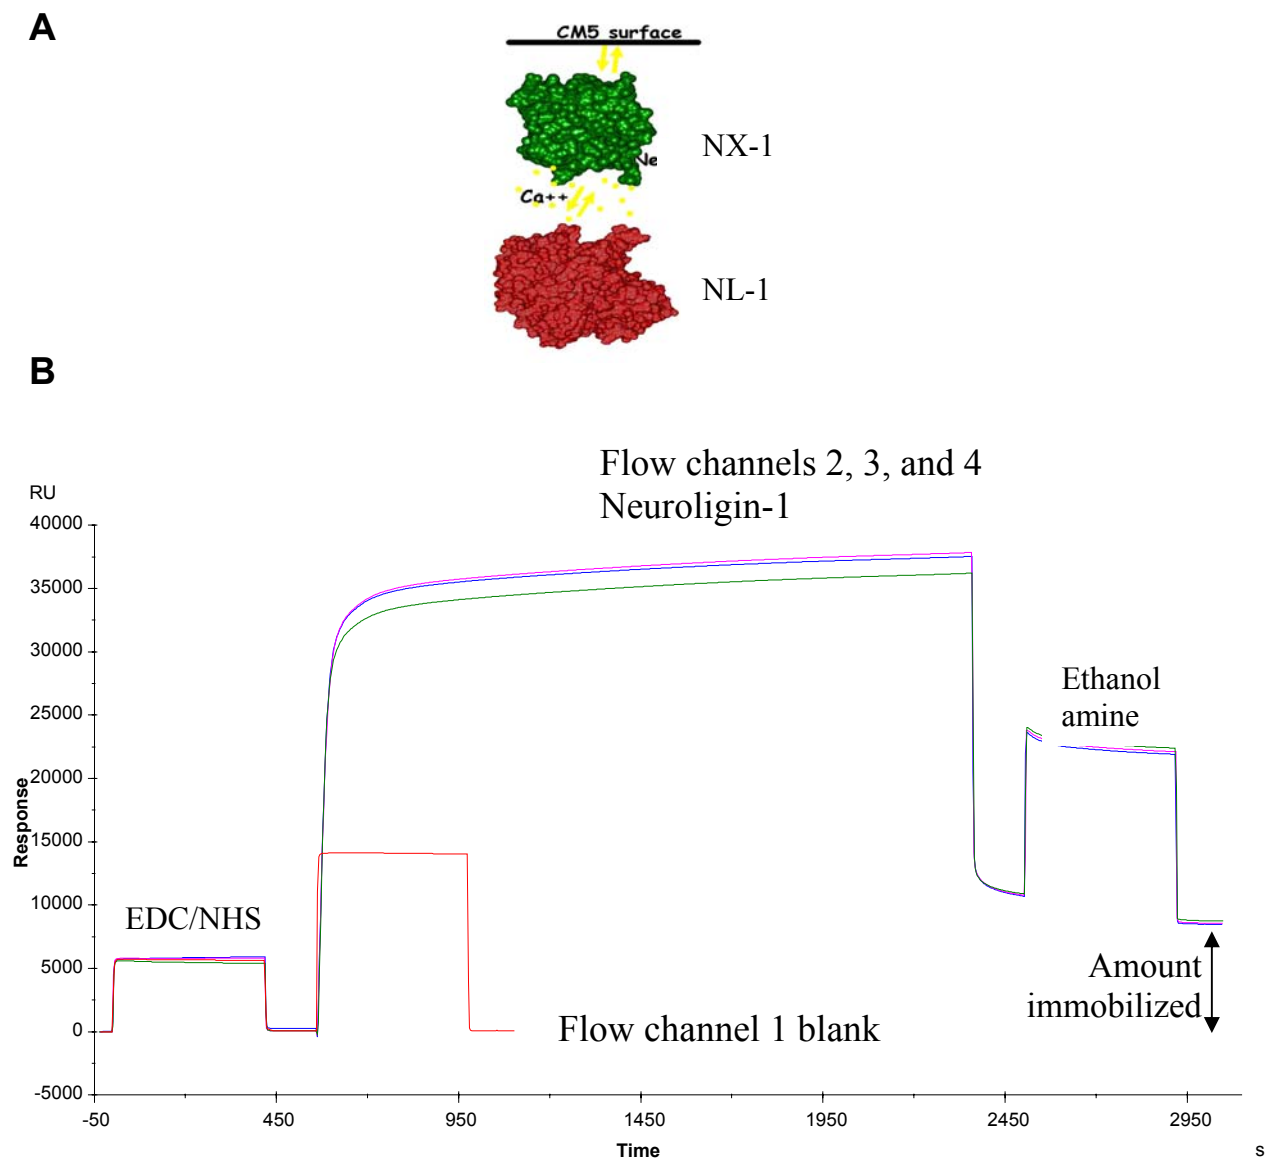 A
CM5 surface
NX-1
Ne
Ca++
NL-1
B
Flow channels 2, 3, and 4
Neuroligin-1
RU
40000
35000
30000
25000
20000
15000
10000
5000
0
-5000
Response
EDC/NHS
Ethanol
amine
Amount
immobilized
Flow channel 1 blank
-50
450
950
1450
1950
2450
2950
Time
s